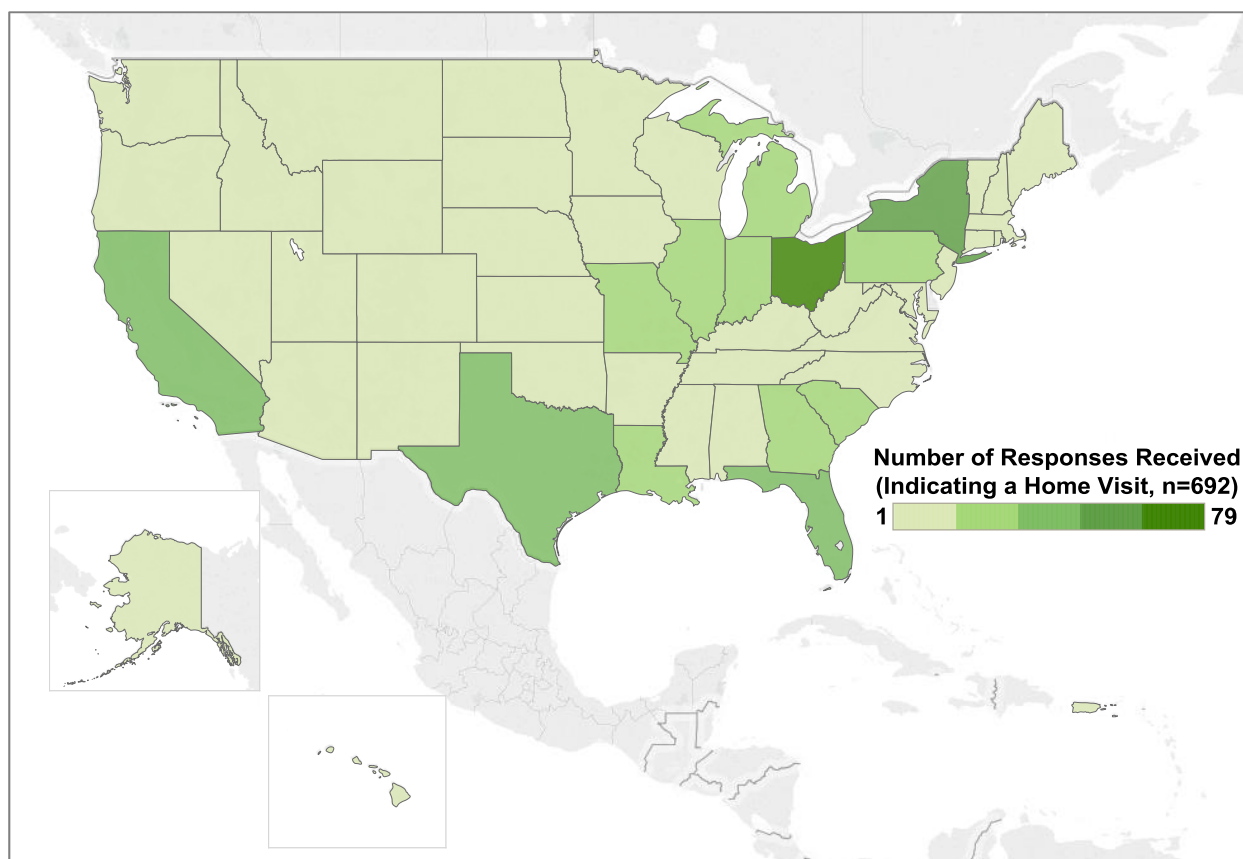 Number of Responses Received
(Indicating a Home Visit, n=692)
1 79